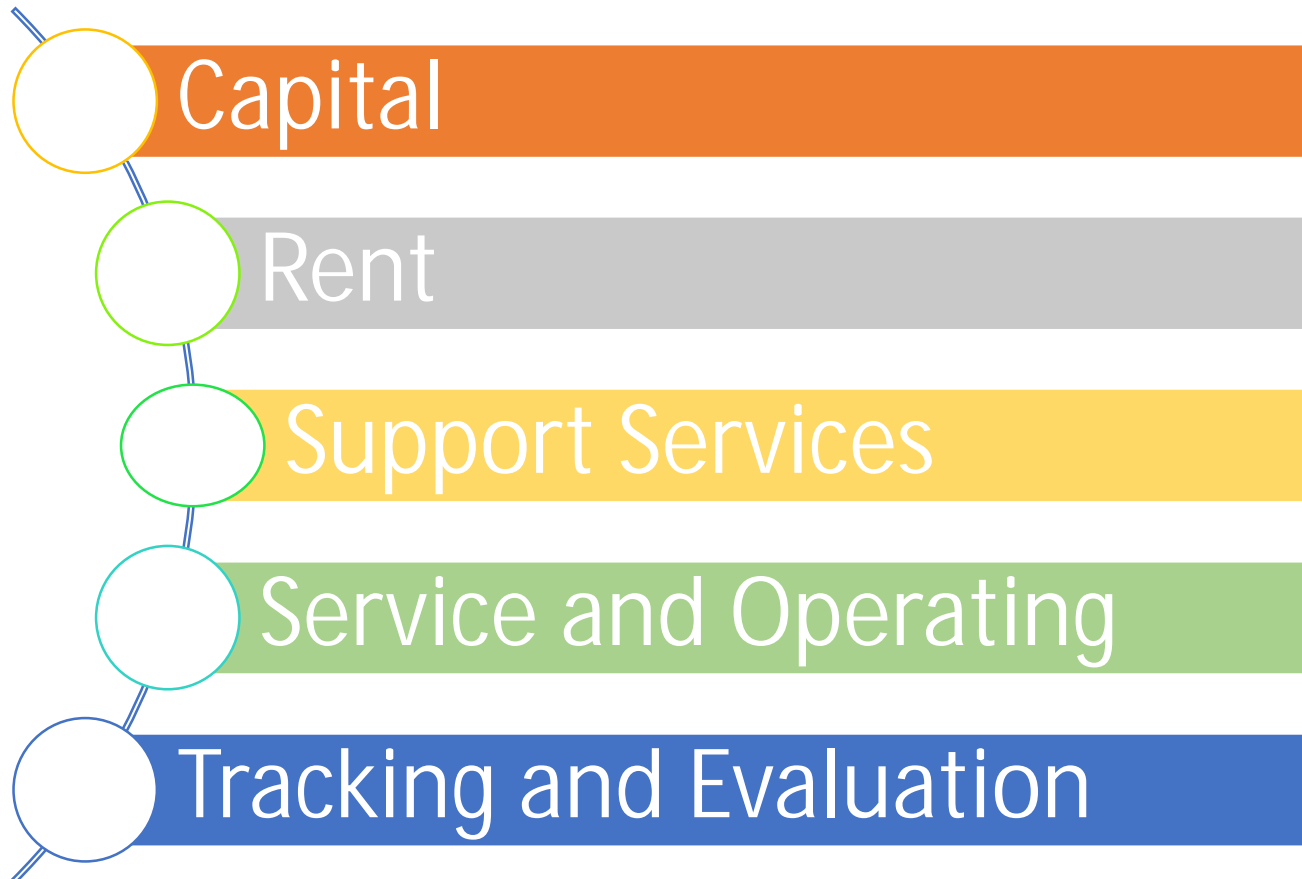 Capital
Rent
Support Services
Service and Operating
Tracking and Evaluation